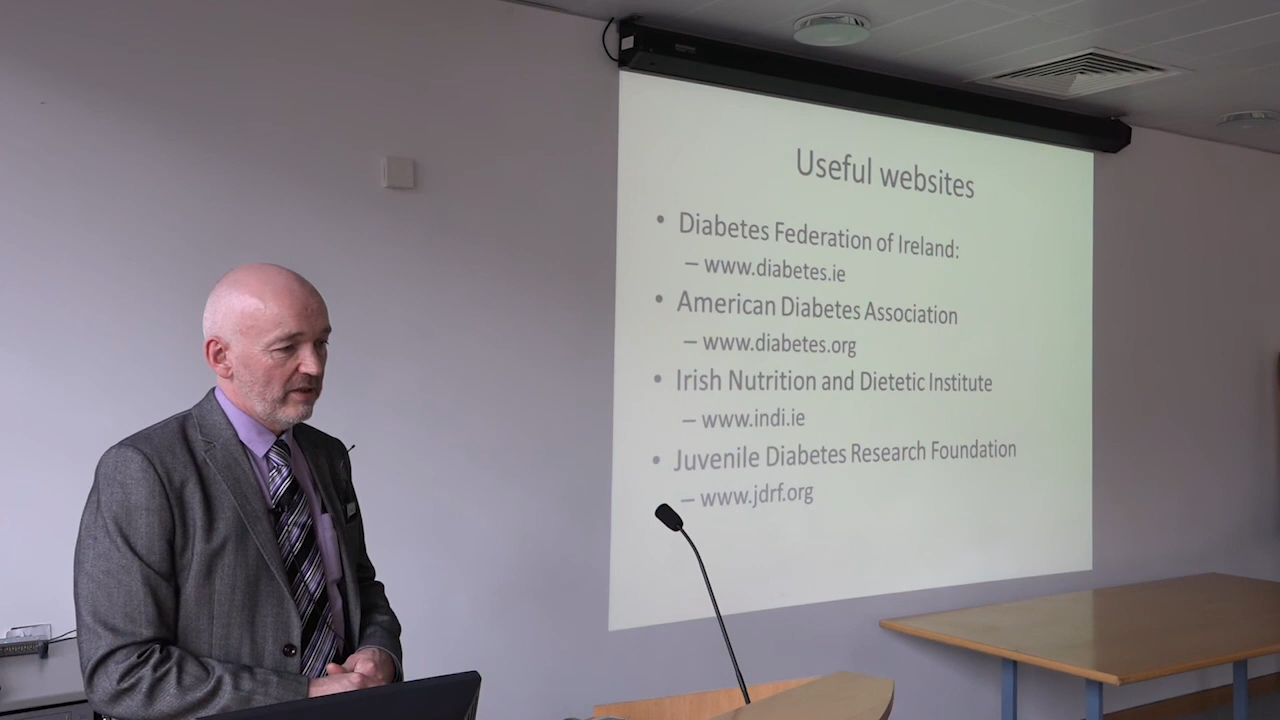 Useful websites
• Diabetes Federation of Ireland:
– www.diabetes.ie
• American Diabetes Association
– www.diabetes.org
• Irish Nutrition and Dietetic Institute
– www.indi.ie
• Juvenile Diabetes Research Foundation
– www.jdrf.org